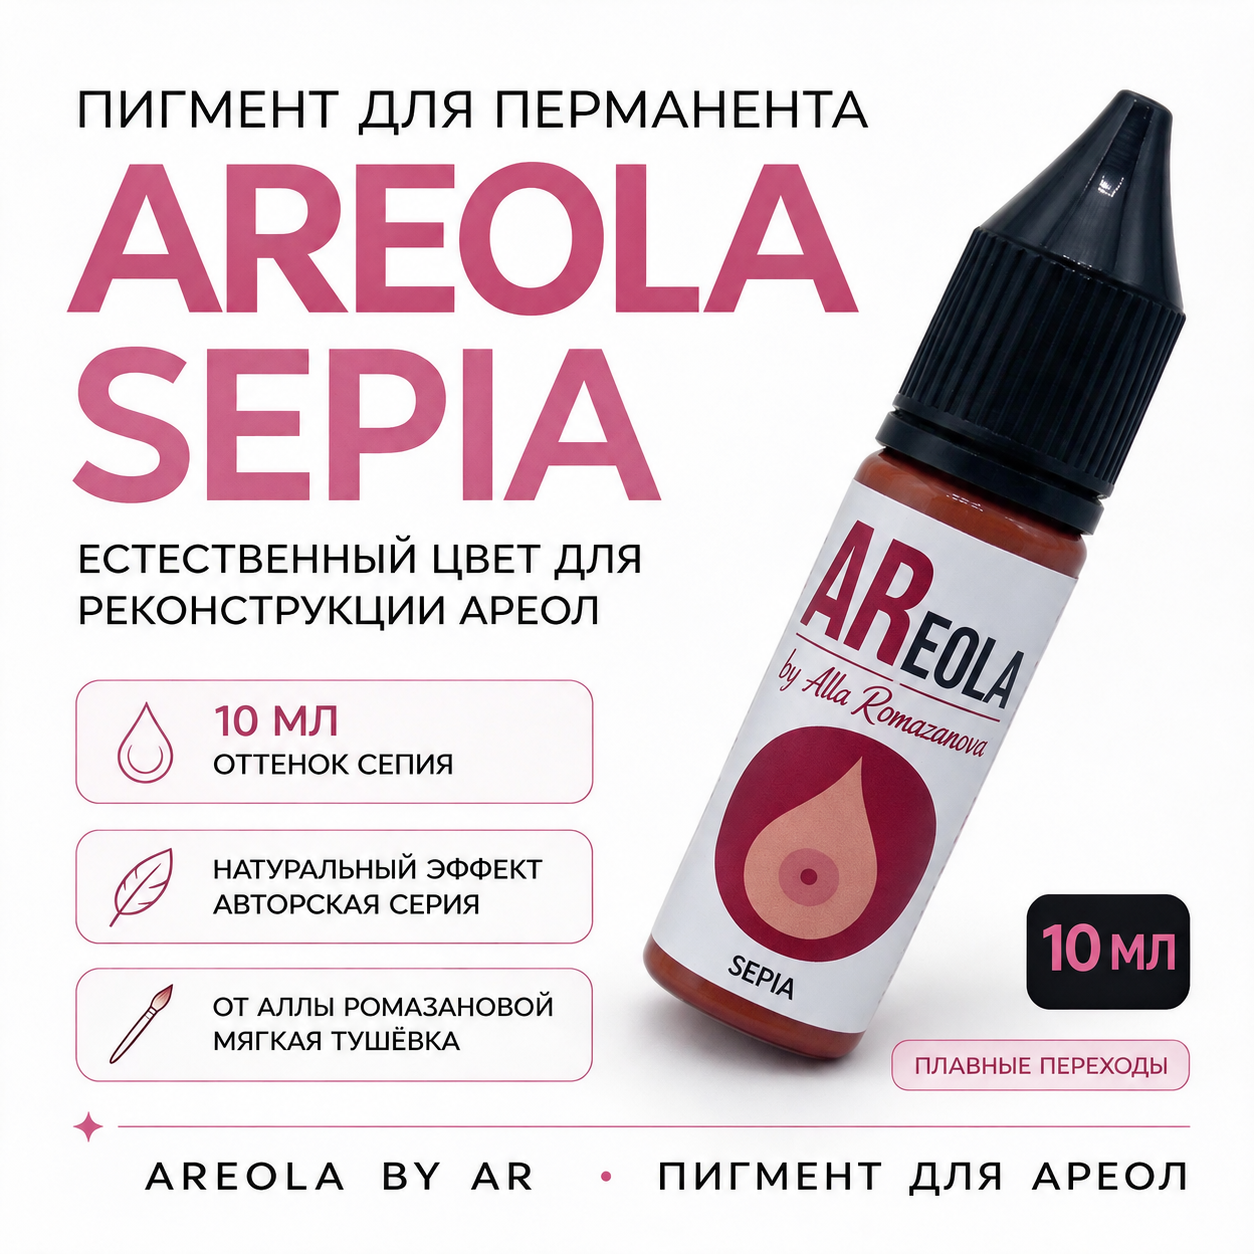 ПИГМЕНТ ДЛЯ ПЕРМАНЕНТА
AREOLA
SEPIA
ЕСТЕСТВЕННЫЙ ЦВЕТ ДЛЯ
РЕКОНСТРУКЦИИ АРЕОЛ
10 МЛ
ОТТЕНОК СЕПИЯ
НАТУРАЛЬНЫЙ ЭФФЕКТ
АВТОРСКАЯ СЕРИЯ
ОТ АЛЛЫ РОМАЗАНОВОЙ
МЯГКАЯ ТУШЁВКА
AREOLA
by Alla Romazanova
SEPIA
10 МЛ
ПЛАВНЫЕ ПЕРЕХОДЫ
AREOLA BY AR • ПИГМЕНТ ДЛЯ АРЕОЛ